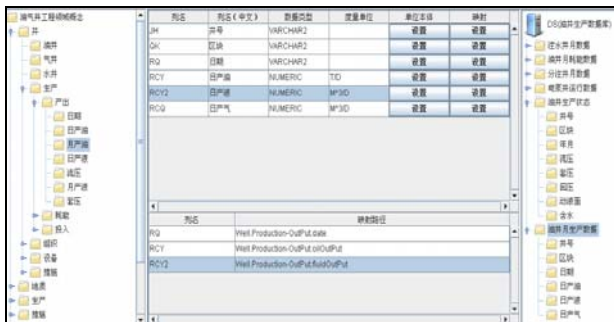 油气井工程领域概念
井
油井
气井
水井
生产
产出
日期
日产油
月产油
日产液
流压
月产液
套压
耗能
投入
组织
设备
措施
地质
生产
措施
列名 列名(中文) 数据类型 度量单位 单位本体 映射
JH 井号 VARCHAR2 设置 设置
QK 区块 VARCHAR2 设置 设置
RQ 日期 VARCHAR2 设置 设置
RCY 日产油 NUMERIC T/D 设置 设置
RCY2 日产液 NUMERIC M^3/D 设置 设置
RCQ 日产气 NUMERIC M^3/D 设置 设置
列名 映射路径
RQ Well.Production-OutPut.date
RCY Well.Production-OutPut.oilOutPut
RCY2 Well.Production-OutPut.fluidOutPut
DS(油井生产数据库)
注水井月数据
油井月耗能数据
分注井月数据
电泵井运行数据
油井生产状态
井号
区块
年月
流压
套压
回压
动液面
含水
油井月生产数据
井号
区块
日期
日产油
日产液
日产气